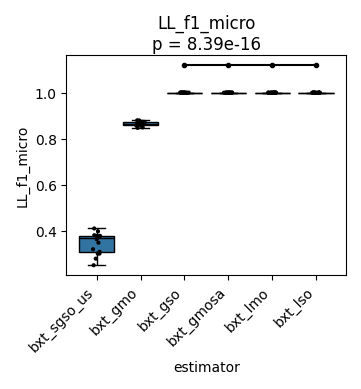 LL_f1_micro
p = 8.39e-16
LL_f1_micro
1.0
0.8
0.6
0.4
bxt_sgso_us
bxt_gmo
bxt_gso
bxt_gmosa
bxt_lmo
bxt_lso
estimator